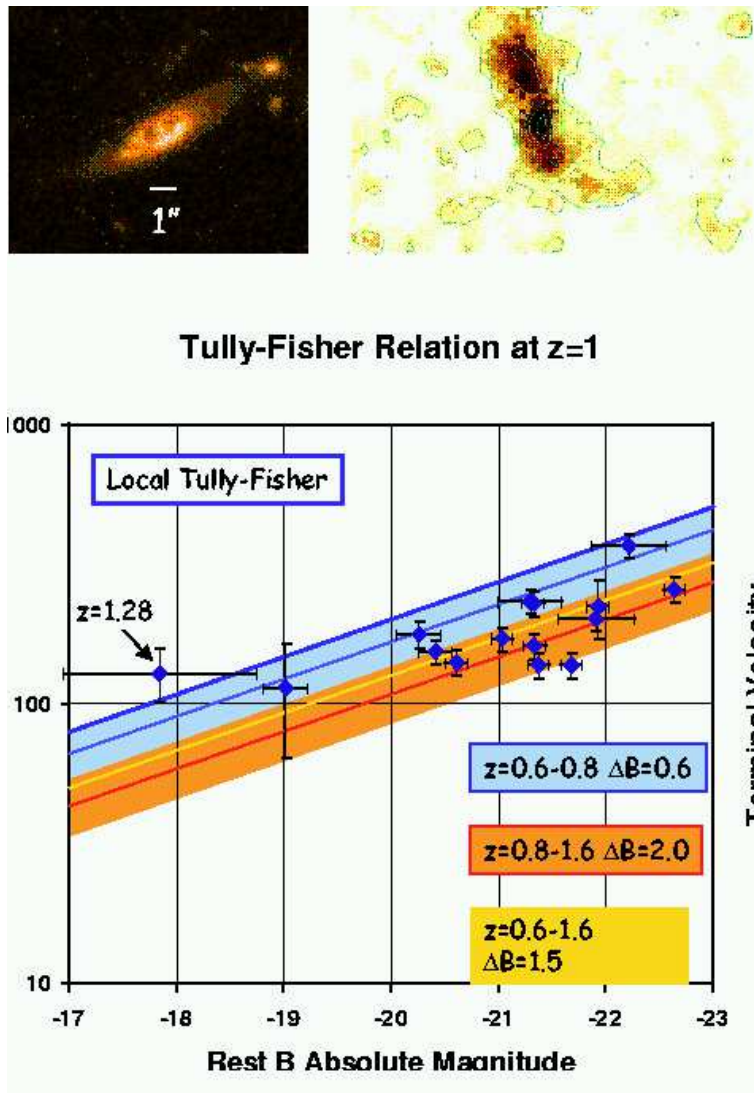 1"
Tully-Fisher Relation at z=1
1000
Local Tully-Fisher
z=1.28
100
z=0.6-0.8 ΔB=0.6
z=0.8-1.6 ΔB=2.0
z=0.6-1.6
ΔB=1.5
10
-17 -18 -19 -20 -21 -22 -23
Rest B Absolute Magnitude
Terminal Velocity